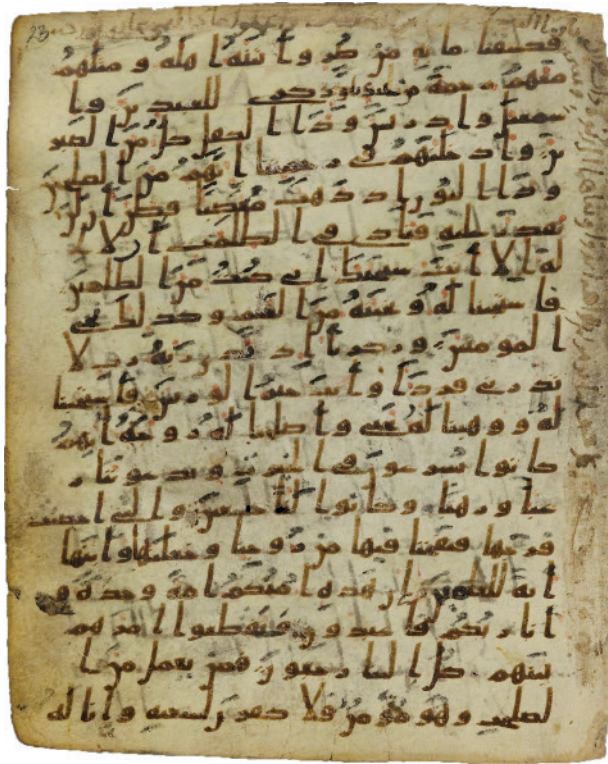 فكشفنا ما به من ضر واتينه اهله ومثلهم
معهم رحمة من عندنا وذكرى للعبدين وا
سمعيل وادريس وذا الكفل كل من الصبر
ين وادخلنهم في رحمتنا انهم من الصلحين
وذا النون اذ ذهب مغضبا فظن ان لن
نقدر عليه فنادى في الظلمت ان لا ا
له الا انت سبحنك اني كنت من الظلمين
فاستجبنا له ونجينه من الغم وكذلك نجي
المومنين وزكريا اذ نادى ربه رب لا
تذرني فردا وانت خير الورثين فاستجبنا
له ووهبنا له يحيى واصلحنا له زوجه انهم
كانوا يسرعون في الخيرت ويدعوننا ر
غبا ورهبا وكانوا لنا خشعين والتي احصنت
فرجها فنفخنا فيها من روحنا وجعلنها وابنها
اية للعلمين ان هذه امتكم امة وحدة و
انا ربكم فاعبدون وتقطعوا امرهم
بينهم كل الينا رجعون فمن يعمل من ا
لصلحت وهو مومن فلا كفرن لسعيه وانا له